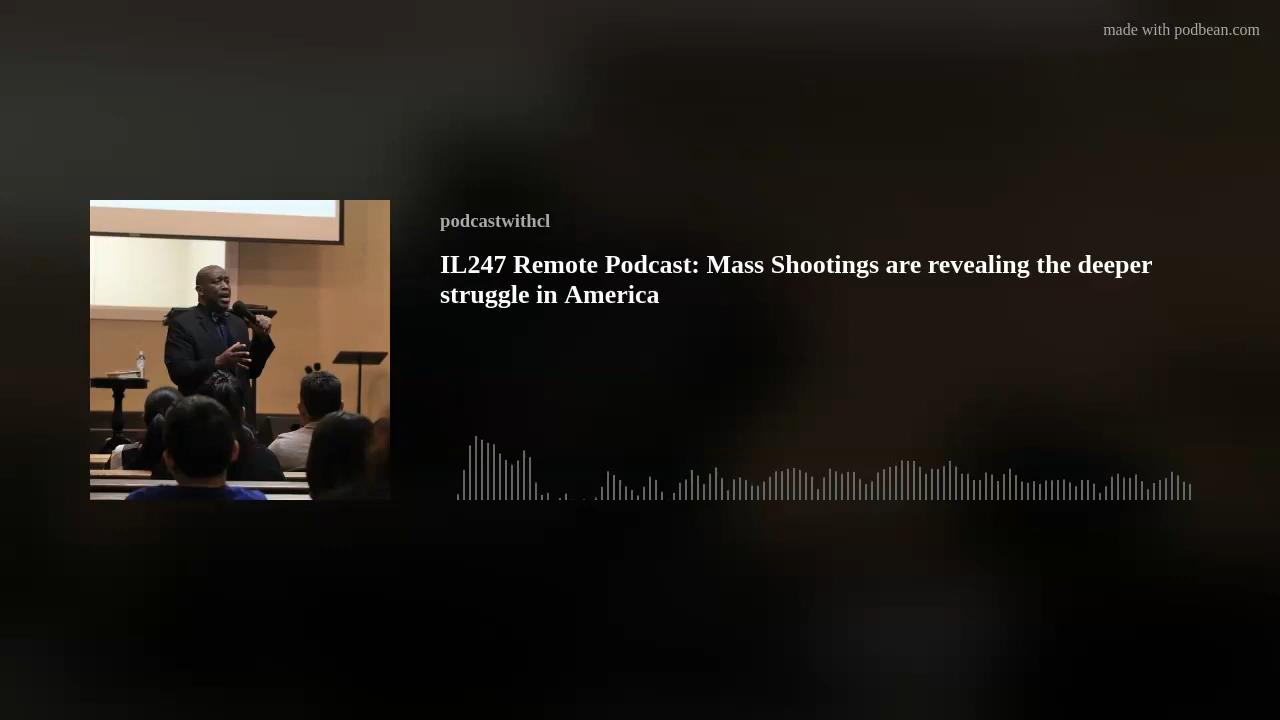 made with podbean.com
podcastwithcl
IL247 Remote Podcast: Mass Shootings are revealing the deeper
struggle in America